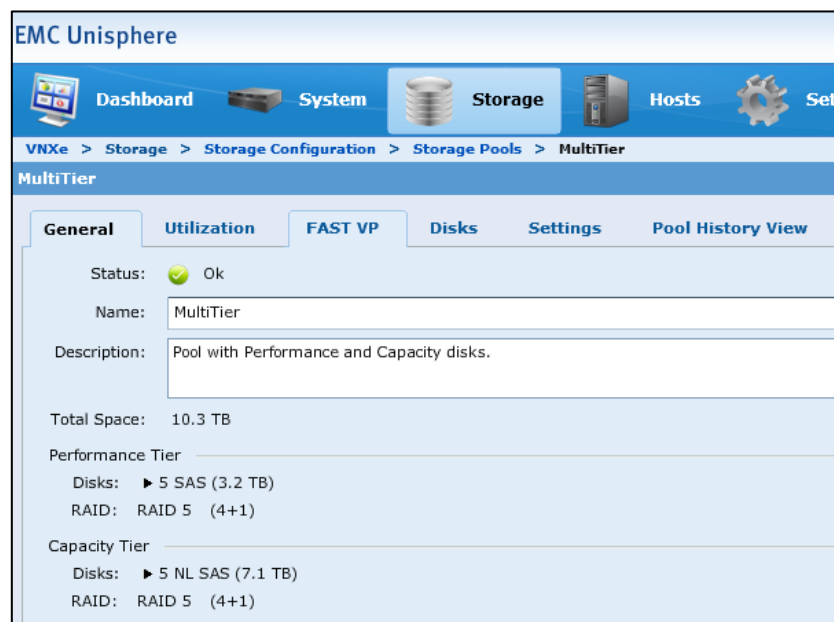 EMC Unisphere
Dashboard System Storage Hosts Set
VNXe > Storage > Storage Configuration > Storage Pools > MultiTier
MultiTier
General Utilization FAST VP Disks Settings Pool History View
Status: Ok
Name: MultiTier
Description: Pool with Performance and Capacity disks.
Total Space: 10.3 TB
Performance Tier
Disks: ▶ 5 SAS (3.2 TB)
RAID: RAID 5 (4+1)
Capacity Tier
Disks: ▶ 5 NL SAS (7.1 TB)
RAID: RAID 5 (4+1)